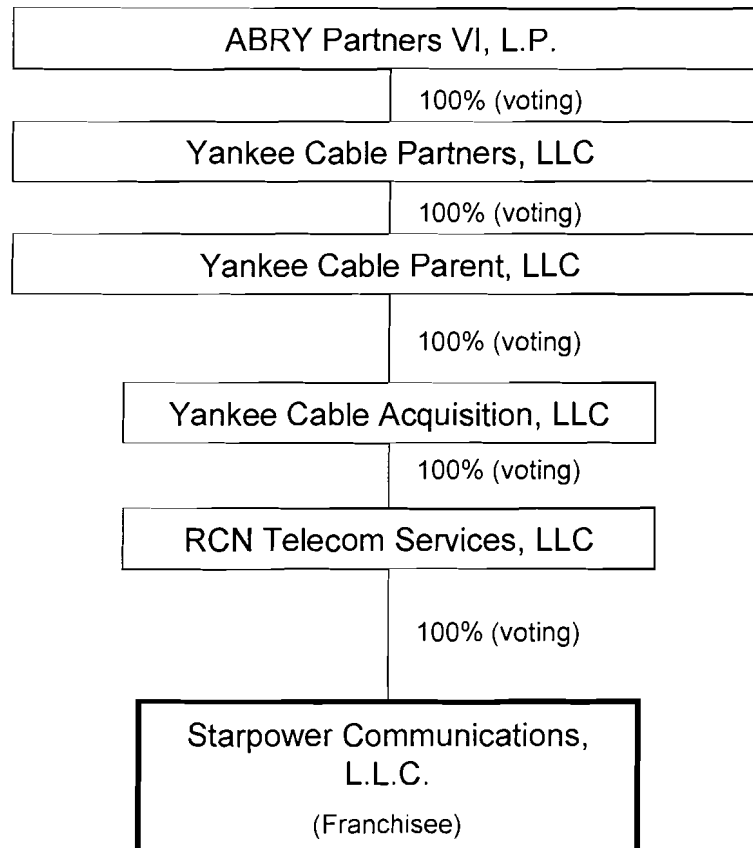 ABRY Partners VI, L.P.
100% (voting)
Yankee Cable Partners, LLC
100% (voting)
Yankee Cable Parent, LLC
100% (voting)
Yankee Cable Acquisition, LLC
100% (voting)
RCN Telecom Services, LLC
100% (voting)
Starpower Communications,
L.L.C.
(Franchisee)